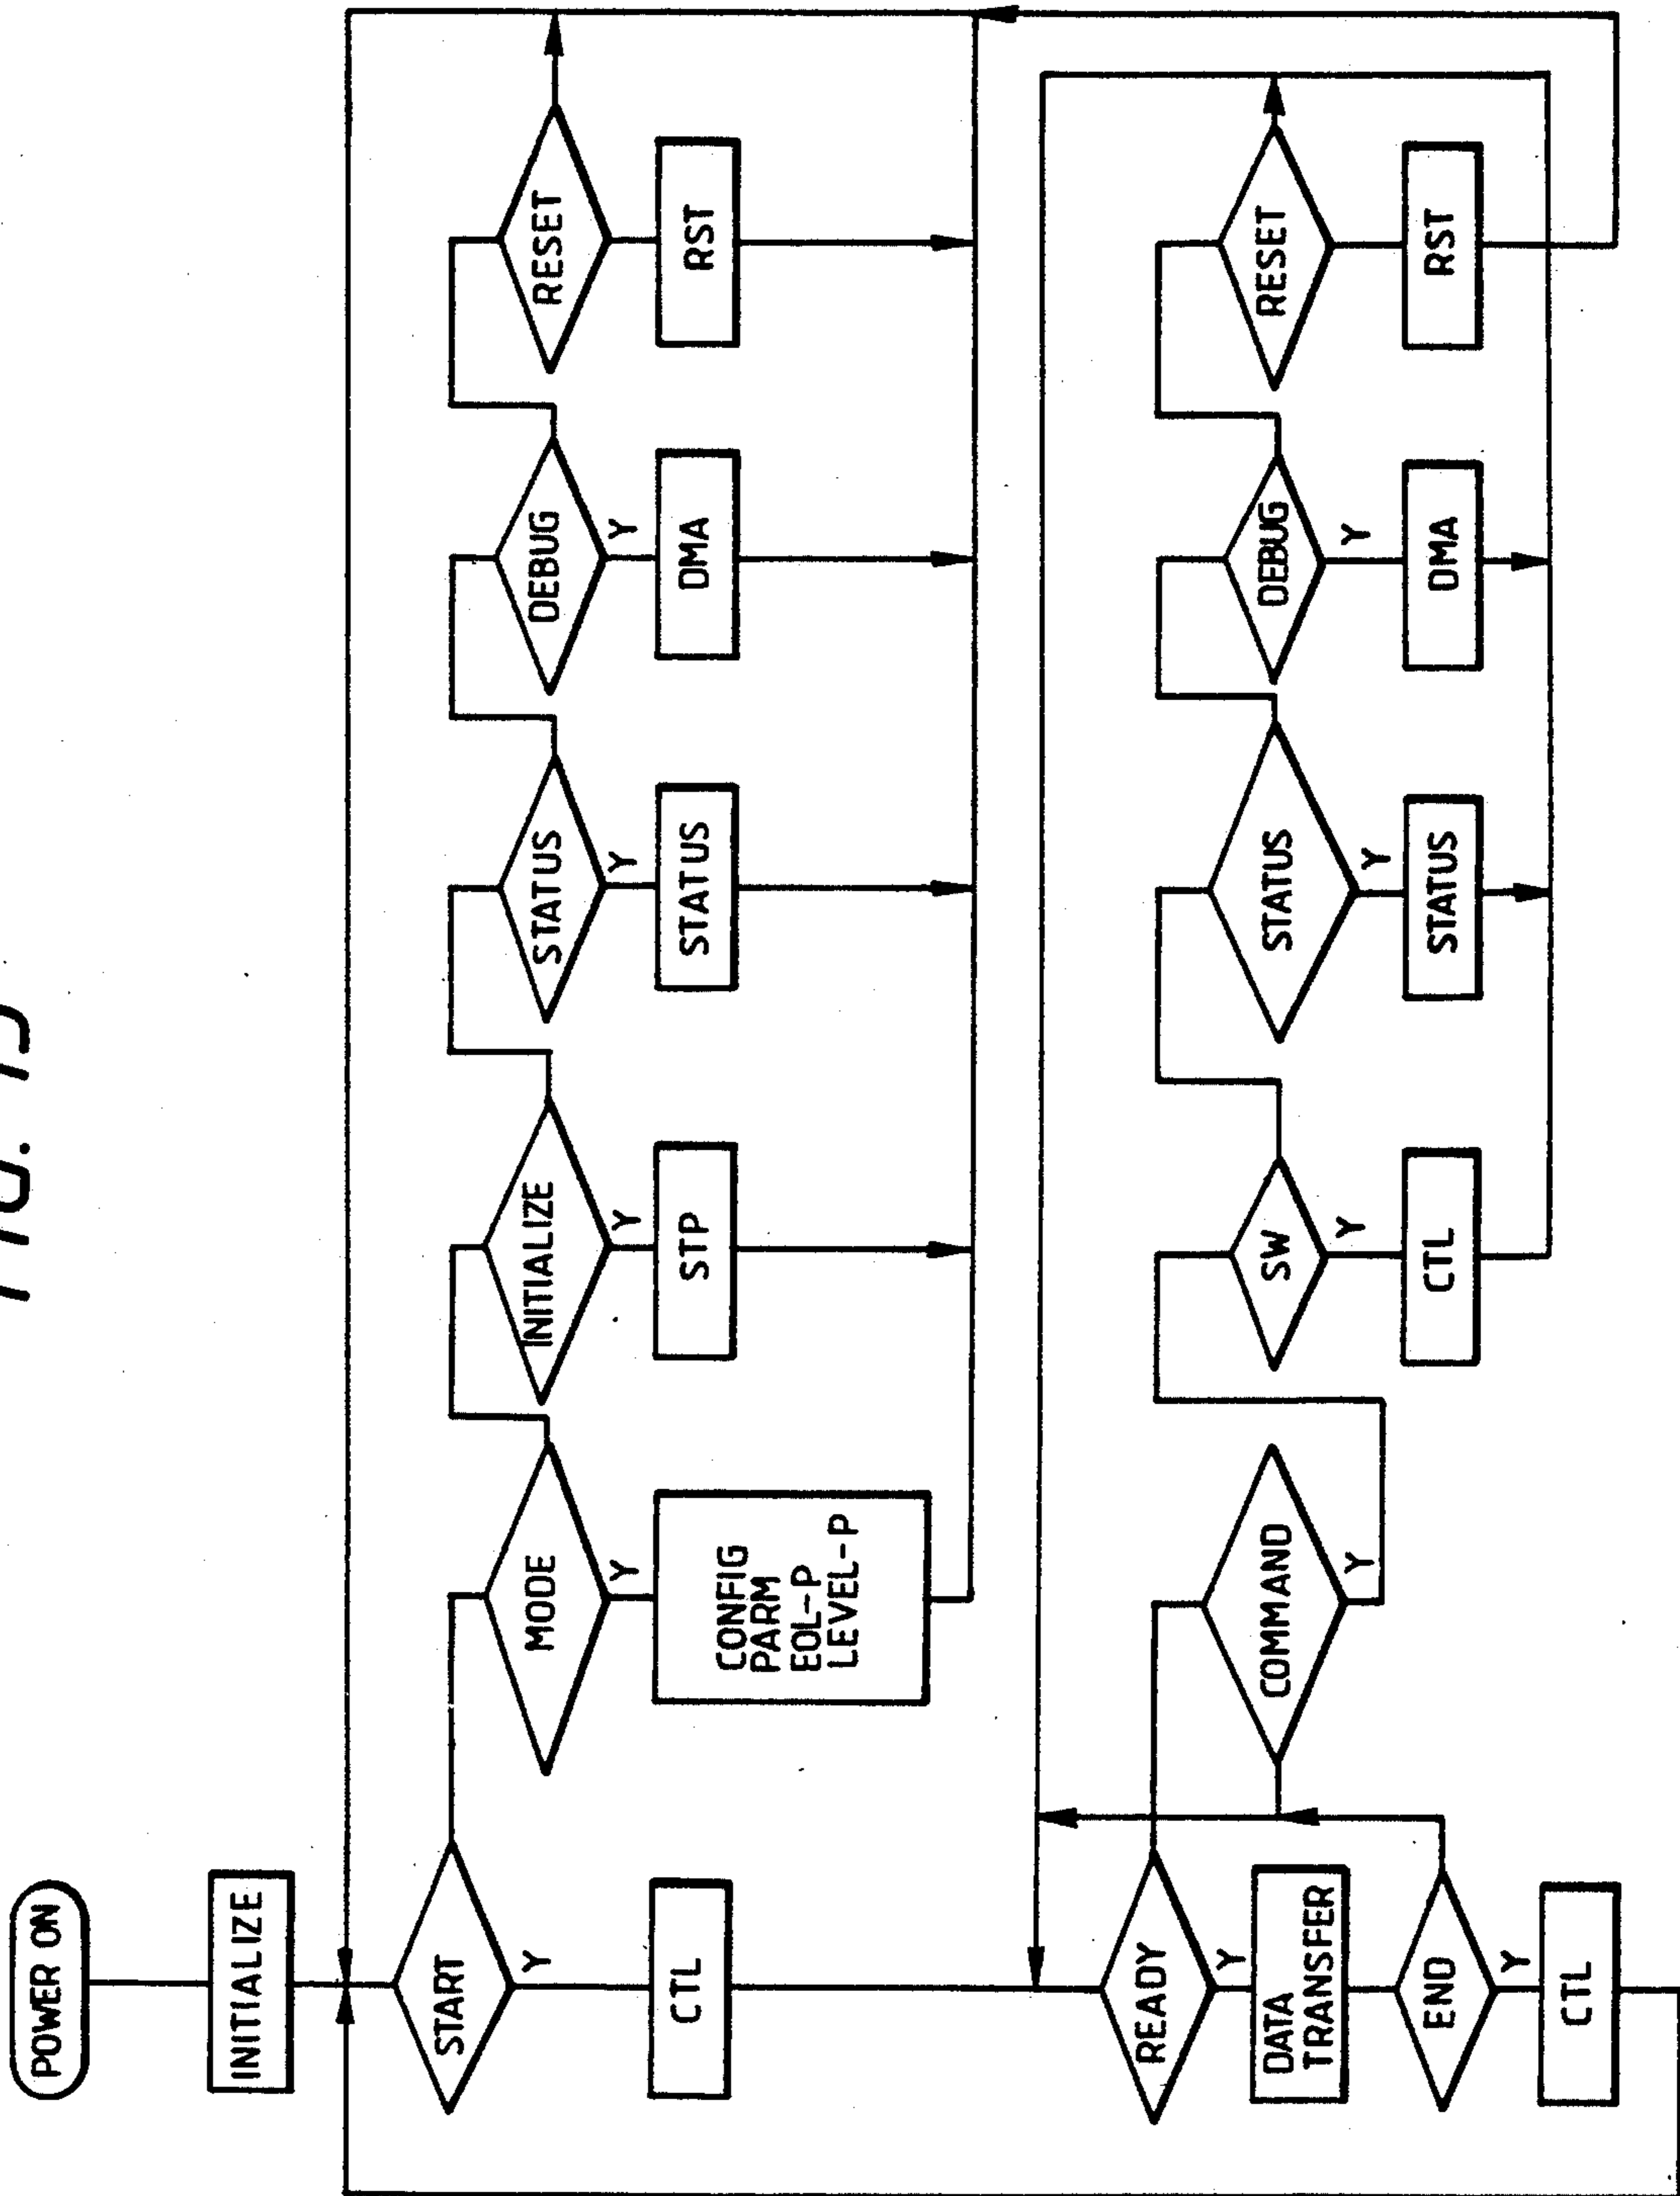 FIG.
POWER ON
INITIALIZE
START
Y
CTL
MODE
Y
CONFIG
PARM
EOL-P
LEVEL-P
INITIALIZE
Y
STP
STATUS
Y
STATUS
DEBUG
Y
DMA
RESET
RST
READY
Y
DATA
TRANSFER
END
Y
CTL
COMMAND
Y
SW
Y
CTL
STATUS
Y
STATUS
DEBUG
Y
DMA
RESET
RST